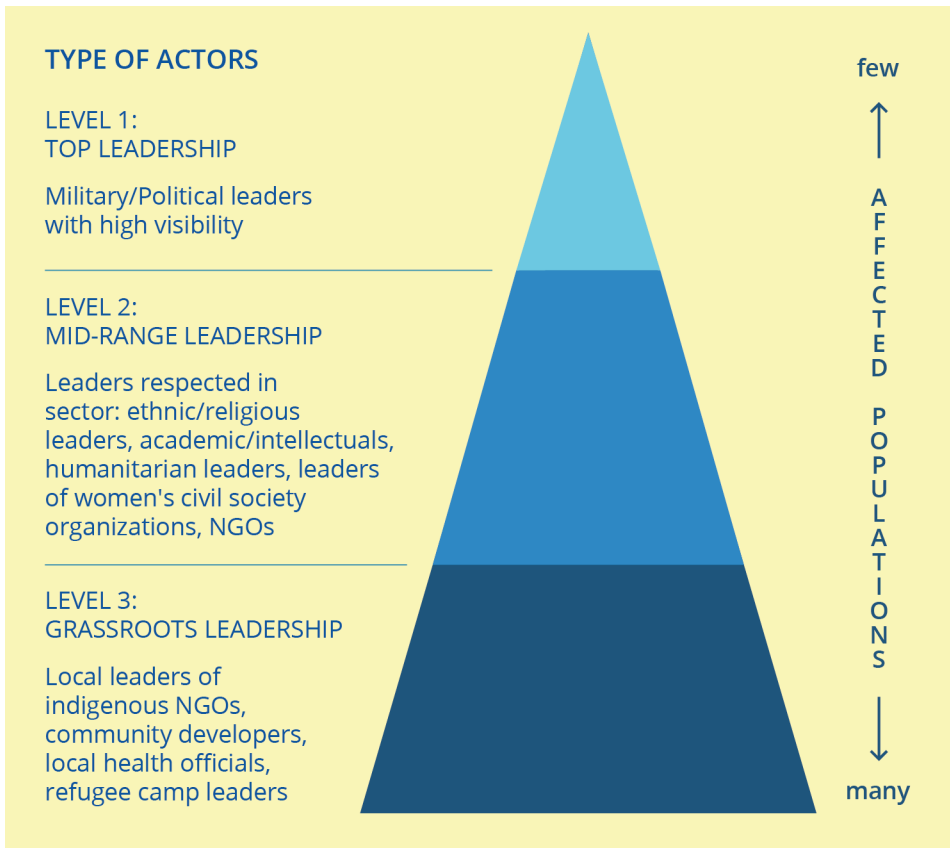 TYPE OF ACTORS
LEVEL 1:
TOP LEADERSHIP
Military/Political leaders
with high visibility
LEVEL 2:
MID-RANGE LEADERSHIP
Leaders respected in
sector: ethnic/religious
leaders, academic/intellectuals,
humanitarian leaders, leaders
of women's civil society
organizations, NGOs
LEVEL 3:
GRASSROOTS LEADERSHIP
Local leaders of
indigenous NGOs,
community developers,
local health officials,
refugee camp leaders
few
AFFECTED POPULATIONS
many